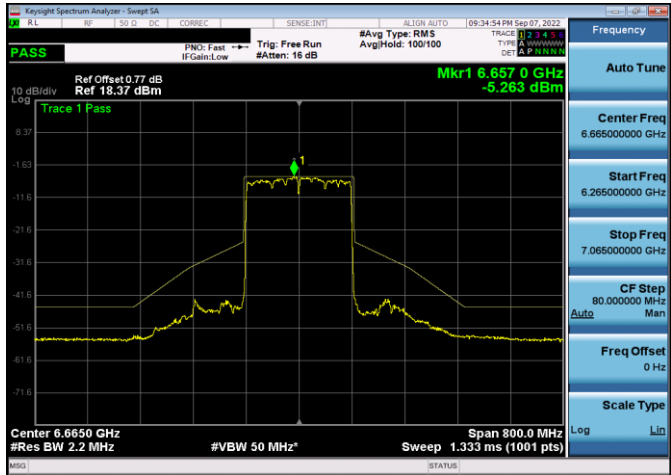 Keysight Spectrum Analyzer - Swept SA
RL RF 50 Ω DC CORREC SENSE:INT ALIGN AUTO 09:34:54 PM Sep 07, 2022
#Avg Type: RMS TRACE 1 2 3 4 5 6
PASS PNO: Fast Trig: Free Run Avg|Hold: 100/100 TYPE A WWWWW
IFGain:Low #Atten: 16 dB DET A P N N N N
Mkr1 6.657 0 GHz
Ref Offset 0.77 dB
10 dB/div Ref 18.37 dBm -5.263 dBm
Log
Trace 1 Pass
1
8.37
-1.63
-11.6
-21.6
-31.6
-41.6
-51.6
-61.6
-71.6
Center 6.6650 GHz Span 800.0 MHz
#Res BW 2.2 MHz #VBW 50 MHz* Sweep 1.333 ms (1001 pts)
MSG STATUS
Frequency
Auto Tune
Center Freq
6.665000000 GHz
Start Freq
6.265000000 GHz
Stop Freq
7.065000000 GHz
CF Step
80.000000 MHz
Auto Man
Freq Offset
0 Hz
Scale Type
Log Lin